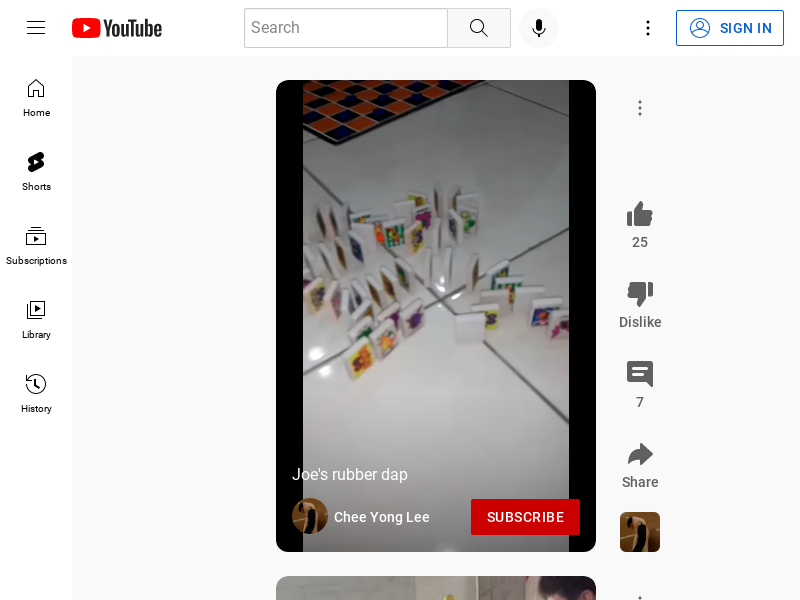 YouTube
Search
SIGN IN
Home
Shorts
Subscriptions
Library
History
25
Dislike
7
Share
Joe's rubber dap
Chee Yong Lee
SUBSCRIBE